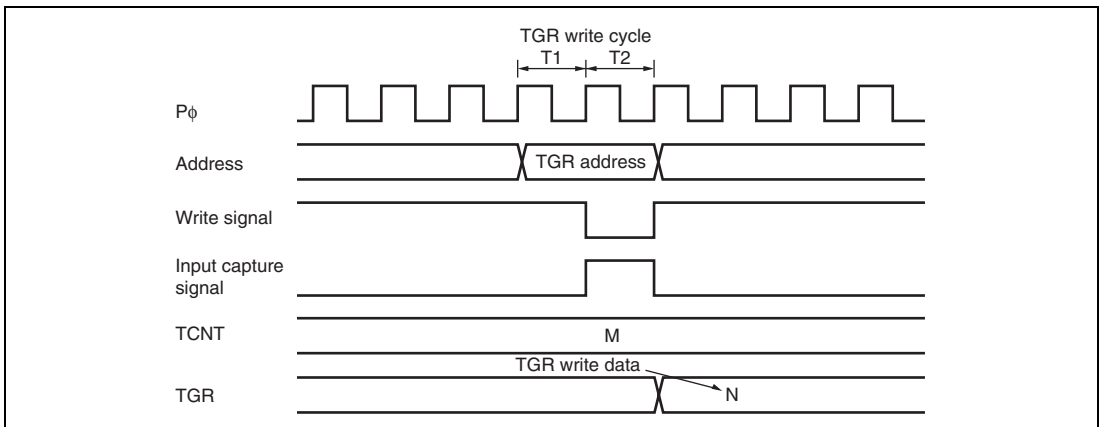 TGR write cycle
T1 T2
Pϕ
Address
TGR address
Write signal
Input capture
signal
TCNT
M
TGR write data
TGR
N